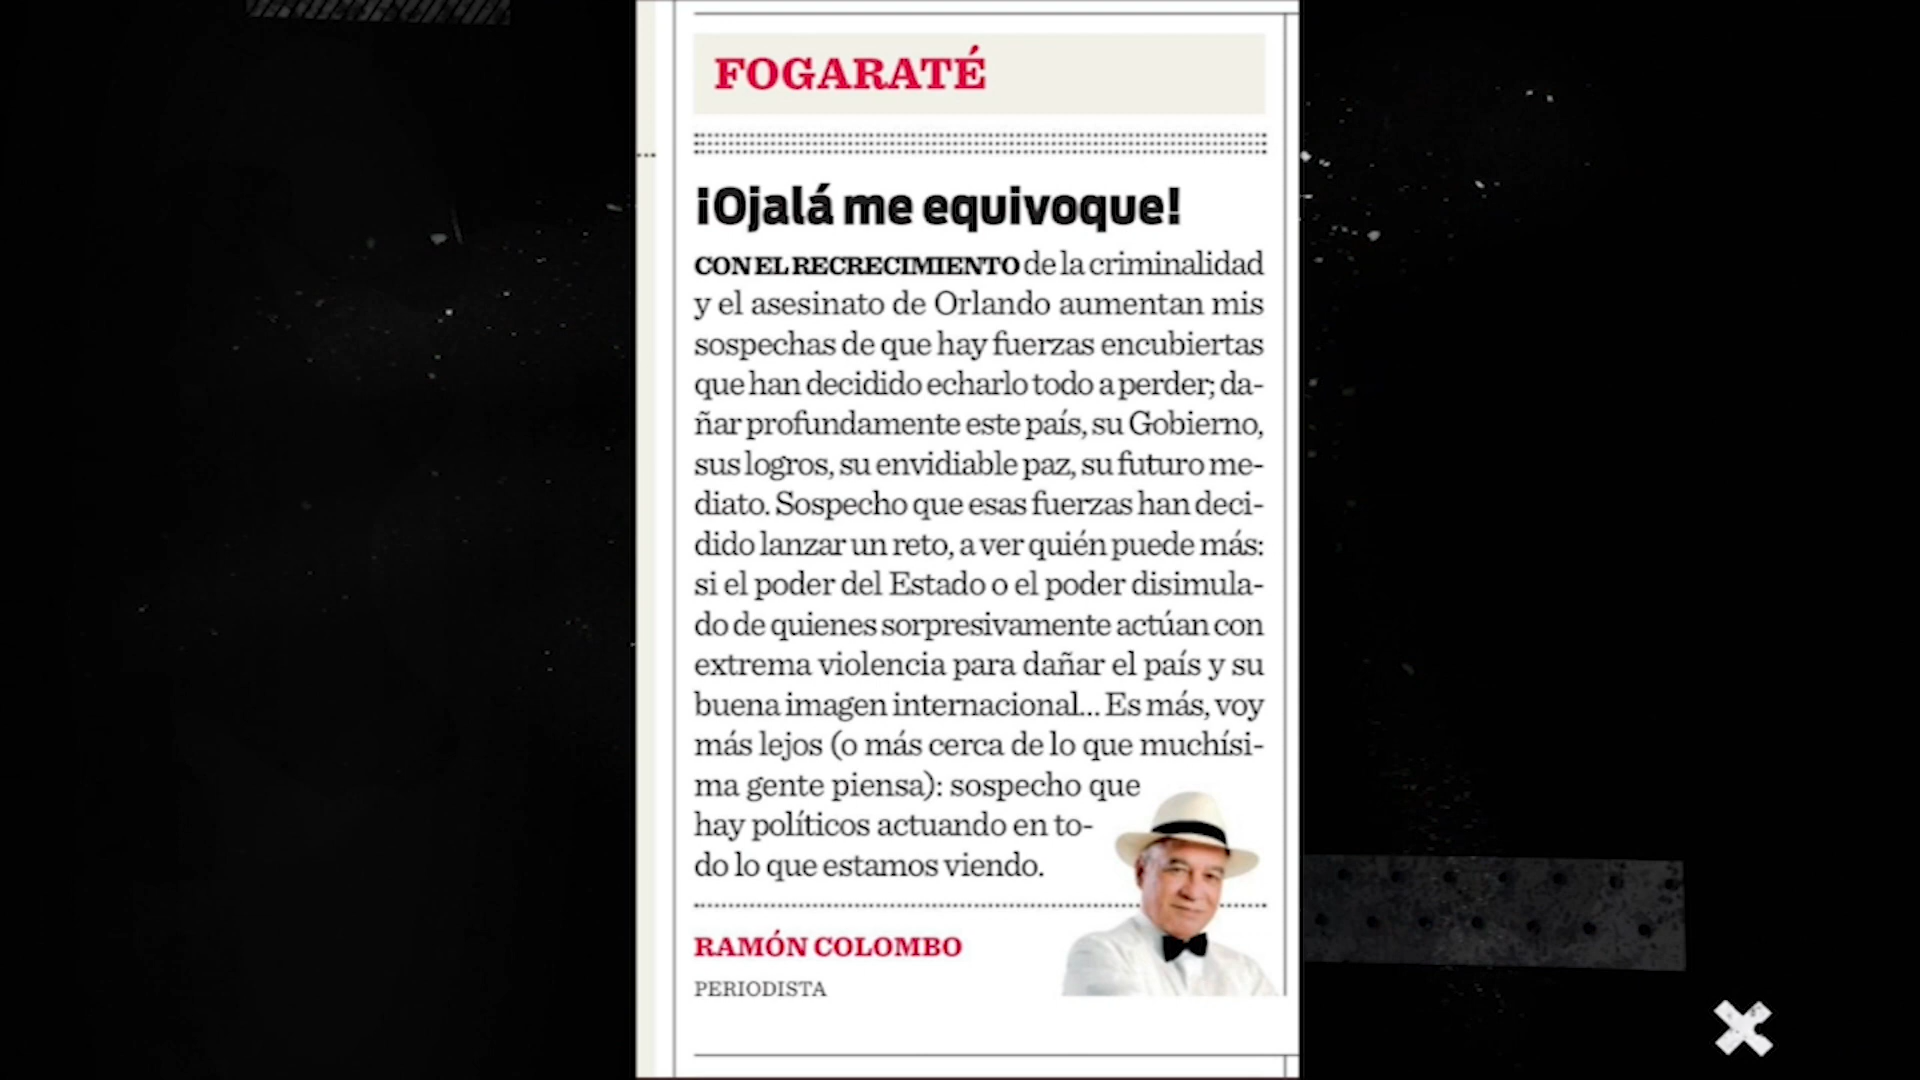 FOGARATÉ
¡Ojalá me equivoque!
CON EL RECRECIMIENTO de la criminalidad
y el asesinato de Orlando aumentan mis
sospechas de que hay fuerzas encubiertas
que han decidido echarlo todo a perder; da-
ñar profundamente este país, su Gobierno,
sus logros, su envidiable paz, su futuro me-
diato. Sospecho que esas fuerzas han deci-
dido lanzar un reto, a ver quién puede más:
si el poder del Estado o el poder disimula-
do de quienes sorpresivamente actúan con
extrema violencia para dañar el país y su
buena imagen internacional... Es más, voy
más lejos (o más cerca de lo que muchísi-
ma gente piensa): sospecho que
hay políticos actuando en to-
do lo que estamos viendo.
RAMÓN COLOMBO
PERIODISTA